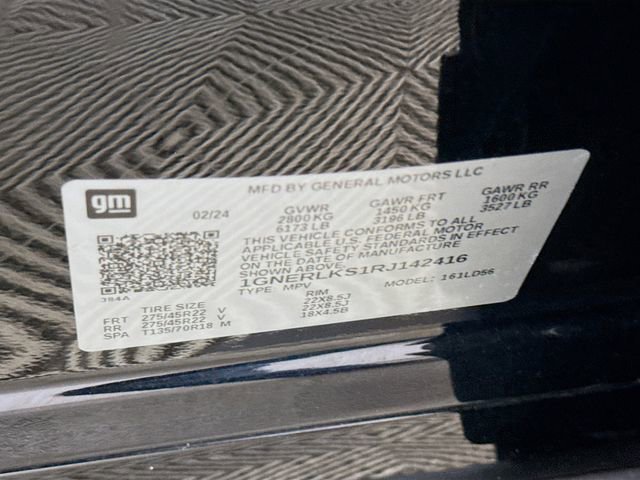 gm
MFD BY GENERAL MOTORS LLC
02/24
GVWR GAWR FRT GAWR RR
2800 KG 1450 KG 1600 KG
6173 LB 3196 LB 3527 LB
THIS VEHICLE CONFORMS TO ALL
APPLICABLE U.S. FEDERAL MOTOR
VEHICLE SAFETY STANDARDS IN EFFECT
ON THE DATE OF MANUFACTURE
SHOWN ABOVE.
1GNERLKS1RJ142416
TYPE: MPV MODEL: 161LD56
384A
TIRE SIZE RIM
FRT 275/45R22 V 22X8.5J
RR 275/45R22 V 22X8.5J
SPA T135/70R18 M 18X4.5B